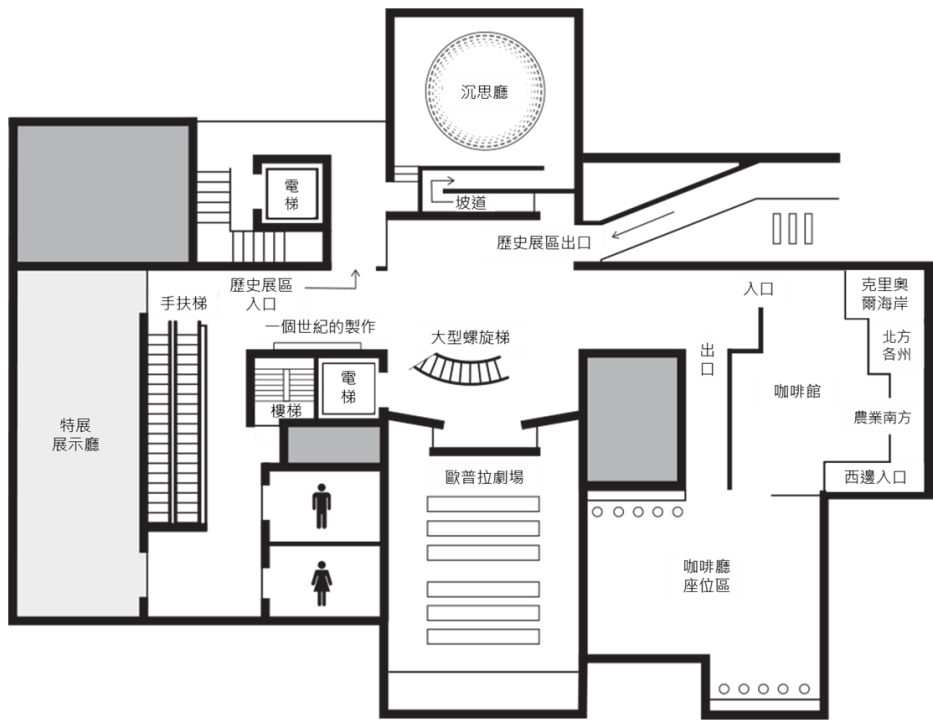 沉思廳
電
梯
坡道
歷史展區出口
歷史展區
入口
手扶梯
一個世紀的製作
大型螺旋梯
入口
克里奧
爾海岸
北方
各州
出
口
電
梯
樓梯
咖啡館
農業南方
特展
展示廳
歐普拉劇場
西邊入口
咖啡廳
座位區